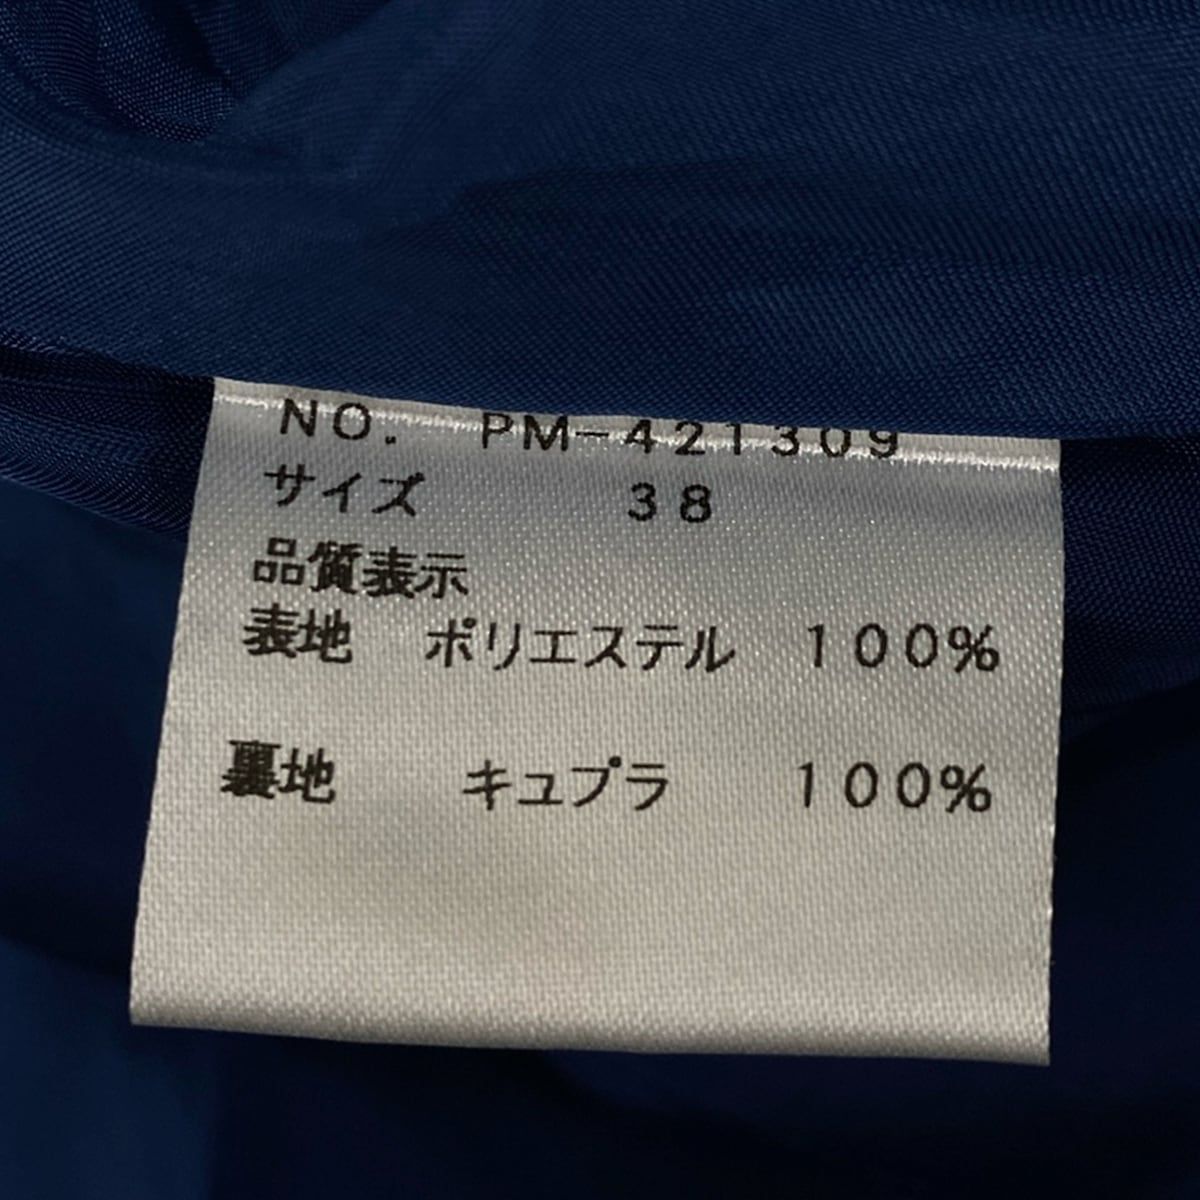 NO. PM-421309
サイズ 38
品質表示
表地 ポリエステル 100%
裏地 キュプラ 100%